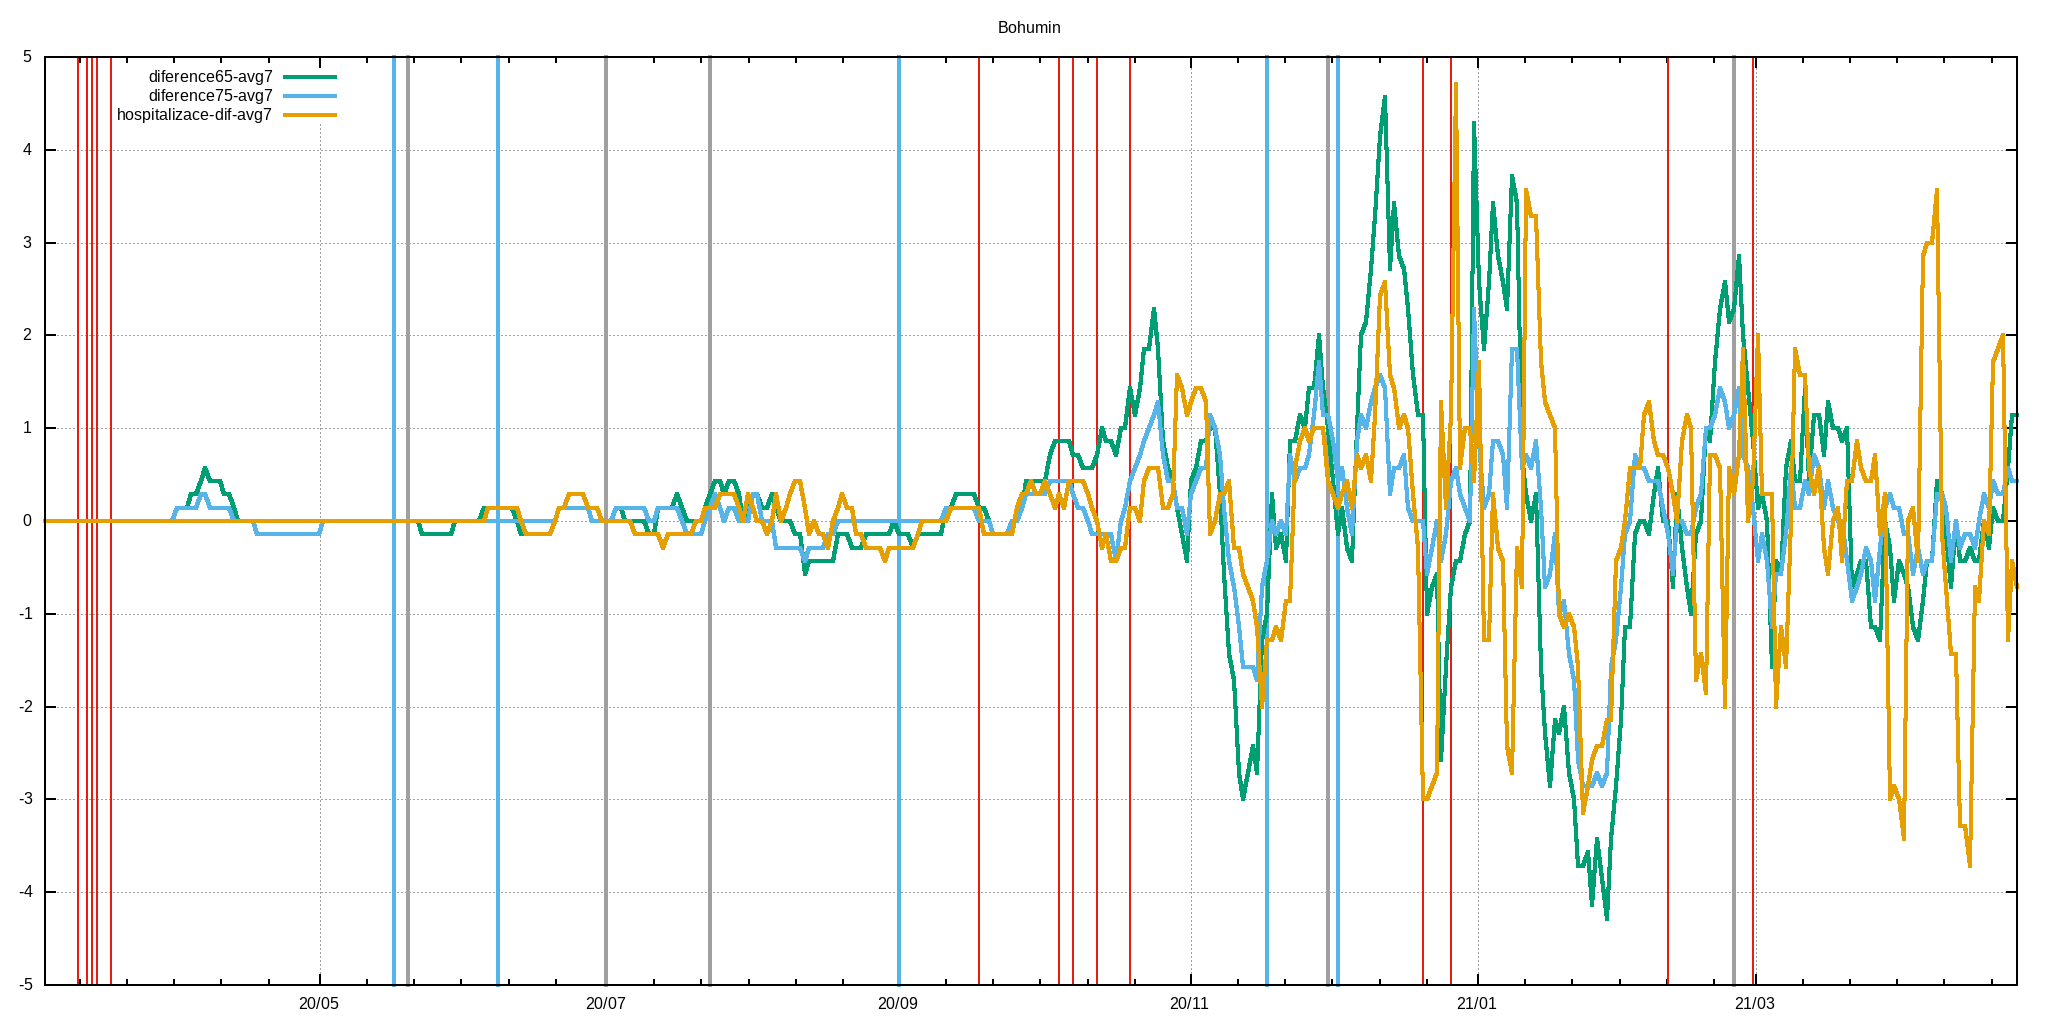 Bohumin
diference65-avg7
diference75-avg7
hospitalizace-dif-avg7
5
4
3
2
1
0
-1
-2
-3
-4
-5
20/05 20/07 20/09 20/11 21/01 21/03